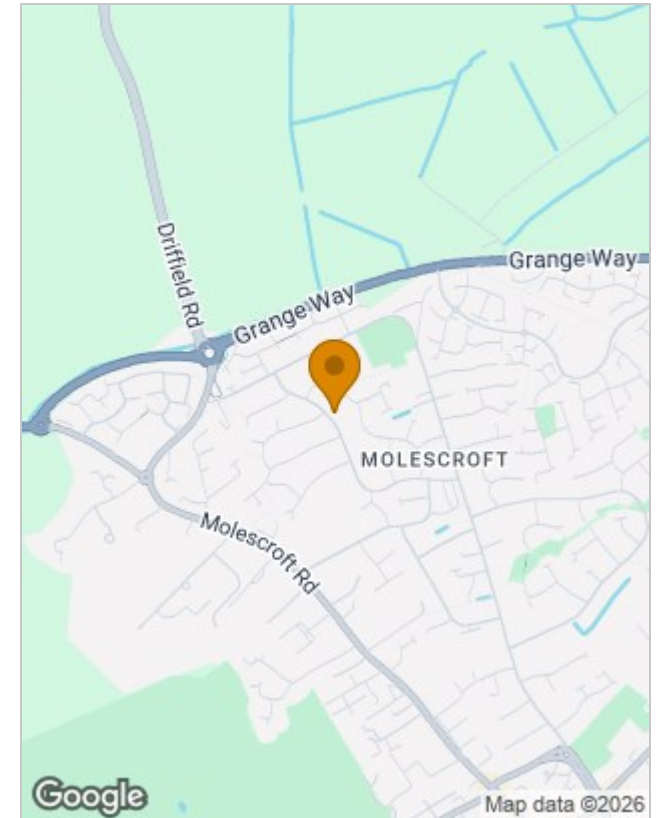 Driffield Rd
Grange Way
Grange Way
MOLESCROFT
Molescroft Rd
Google
Map data ©2026